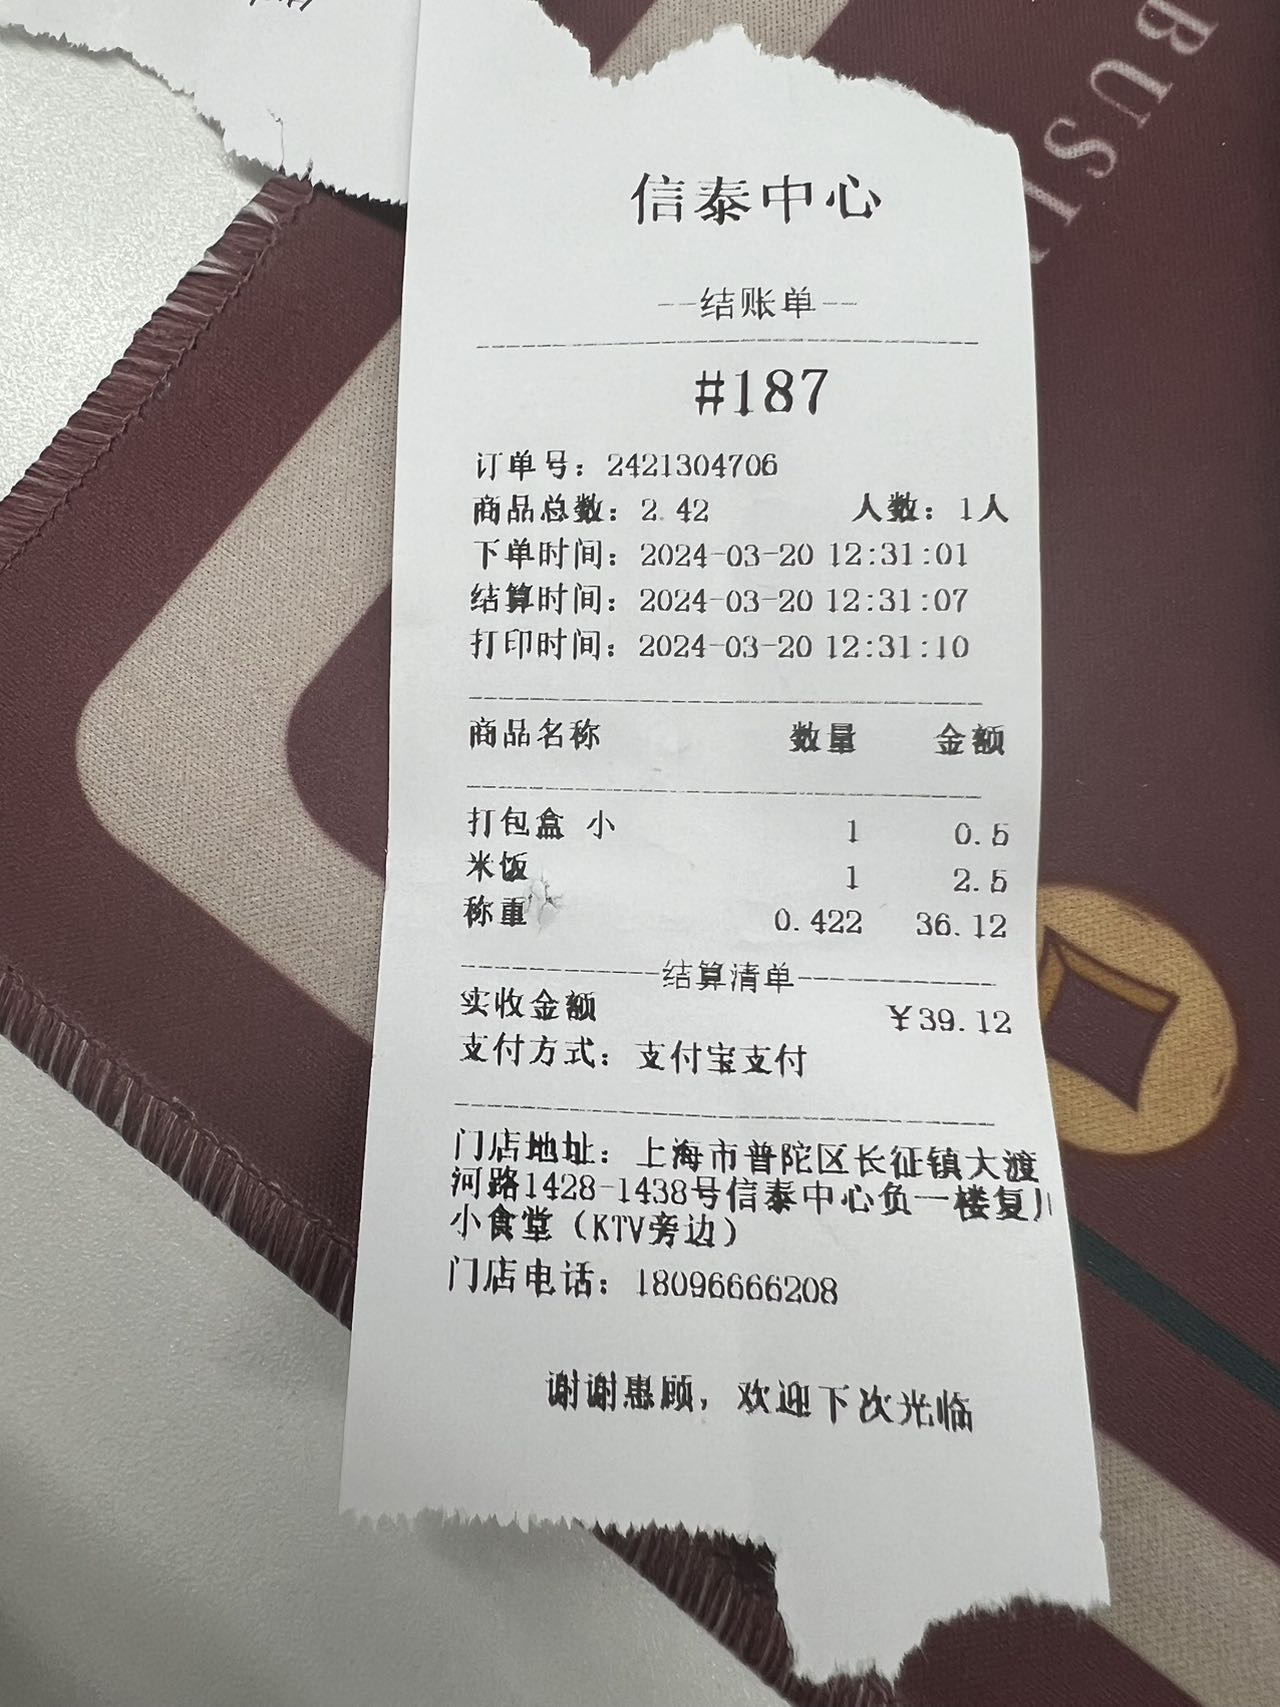 BUSI
信泰中心
--结账单--
#187
订单号：2421304706
商品总数：2.42 人数：1人
下单时间：2024-03-20 12:31:01
结算时间：2024-03-20 12:31:07
打印时间：2024-03-20 12:31:10
商品名称 数量 金额
打包盒 小 1 0.5
米饭 1 2.5
称重 0.422 36.12
结算清单
实收金额 ￥39.12
支付方式：支付宝支付
门店地址：上海市普陀区长征镇大渡
河路1428-1438号信泰中心负一楼复川
小食堂（KTV旁边）
门店电话：18096666208
谢谢惠顾，欢迎下次光临